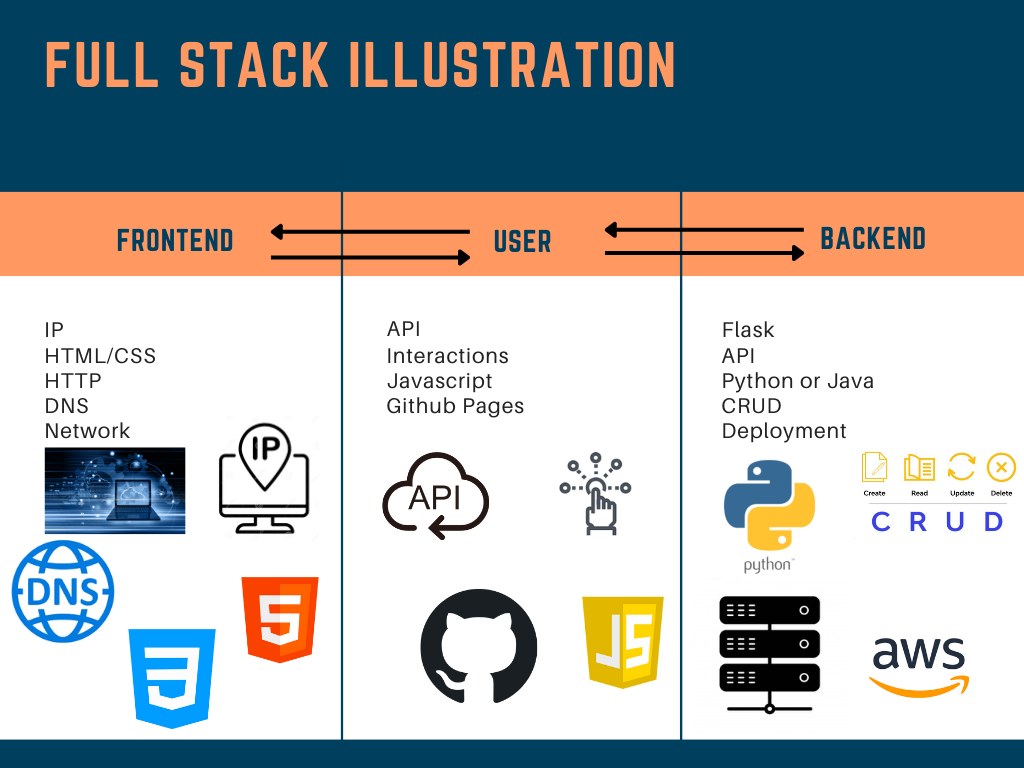 FULL STACK ILLUSTRATION
FRONTEND
USER
BACKEND
IP
HTML/CSS
HTTP
DNS
Network
IP
DNS
3
5
API
Interactions
Javascript
Github Pages
API
JS
Flask
API
Python or Java
CRUD
Deployment
python™
Create Read Update Delete
C R U D
aws